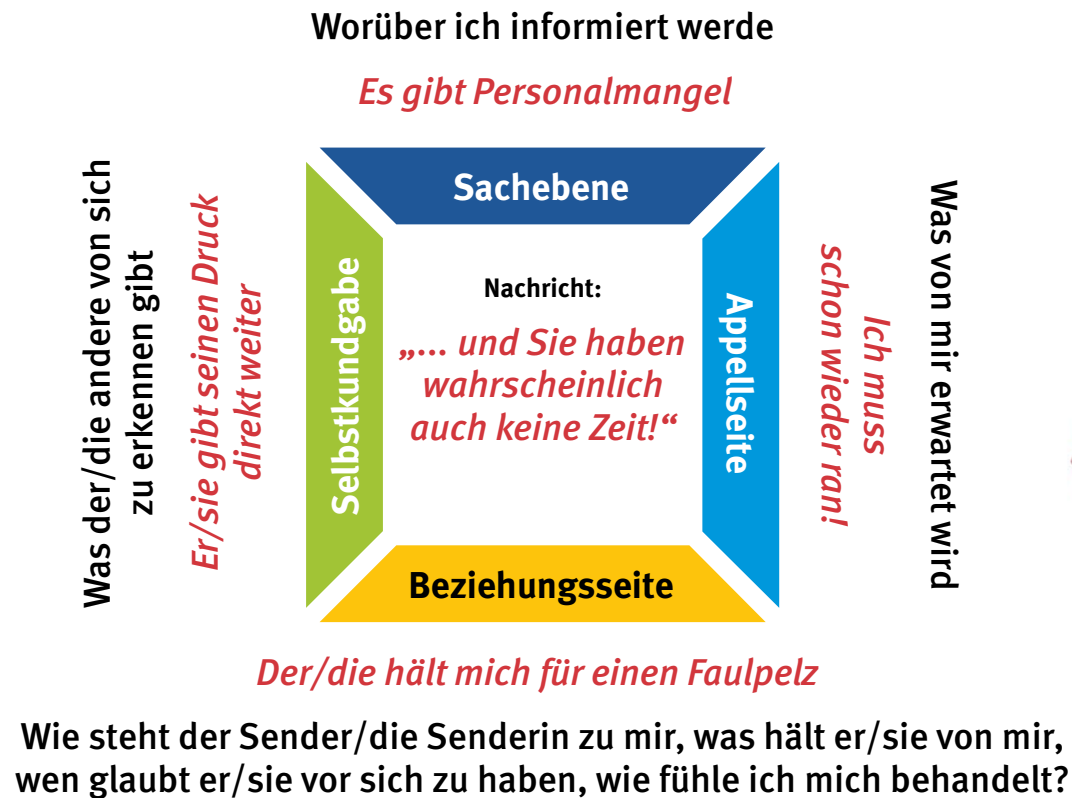 Worüber ich informiert werde
Es gibt Personalmangel
Sachebene
Was der/die andere von sich
zu erkennen gibt
Er/sie gibt seinen Druck
direkt weiter
Selbstkundgabe
Nachricht:
„... und Sie haben
wahrscheinlich
auch keine Zeit!“
Appellseite
Ich muss
schon wieder ran!
Was von mir erwartet wird
Beziehungsseite
Der/die hält mich für einen Faulpelz
Wie steht der Sender/die Senderin zu mir, was hält er/sie von mir,
wen glaubt er/sie vor sich zu haben, wie fühle ich mich behandelt?